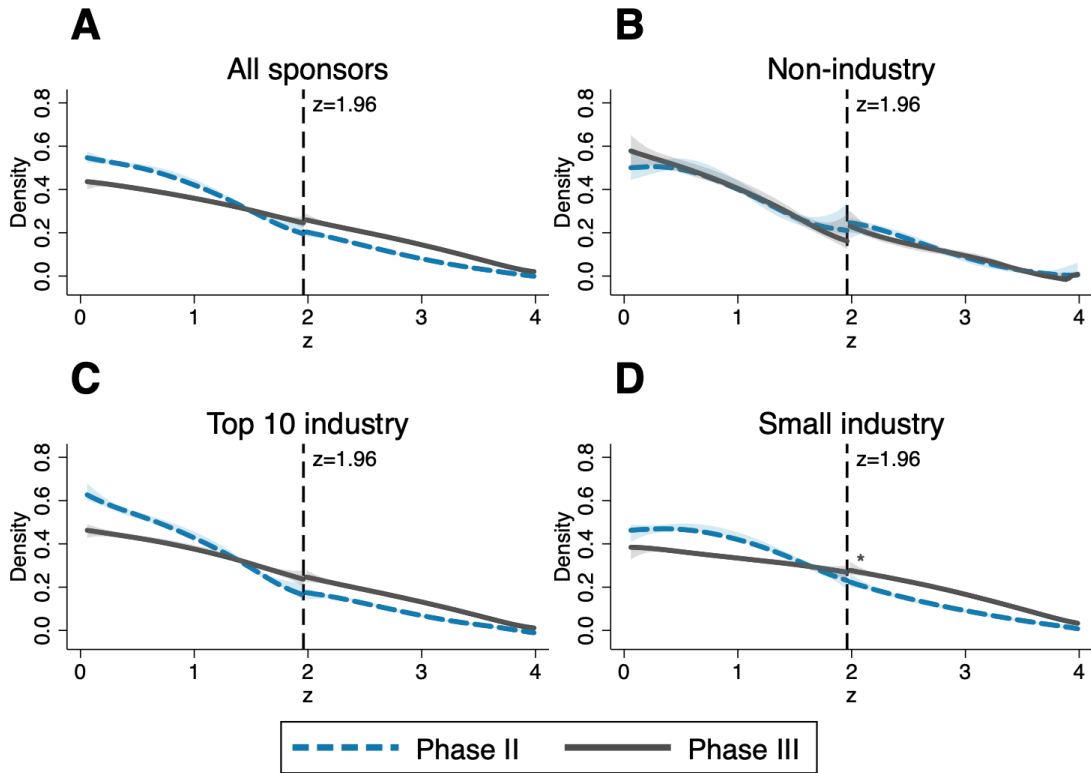 A
All sponsors
z=1.96
Density
0.0 0.2 0.4 0.6 0.8
0 1 2 3 4
z
B
Non-industry
z=1.96
Density
0.0 0.2 0.4 0.6 0.8
0 1 2 3 4
z
C
Top 10 industry
z=1.96
Density
0.0 0.2 0.4 0.6 0.8
0 1 2 3 4
z
D
Small industry
z=1.96
*
Density
0.0 0.2 0.4 0.6 0.8
0 1 2 3 4
z
Phase II Phase III